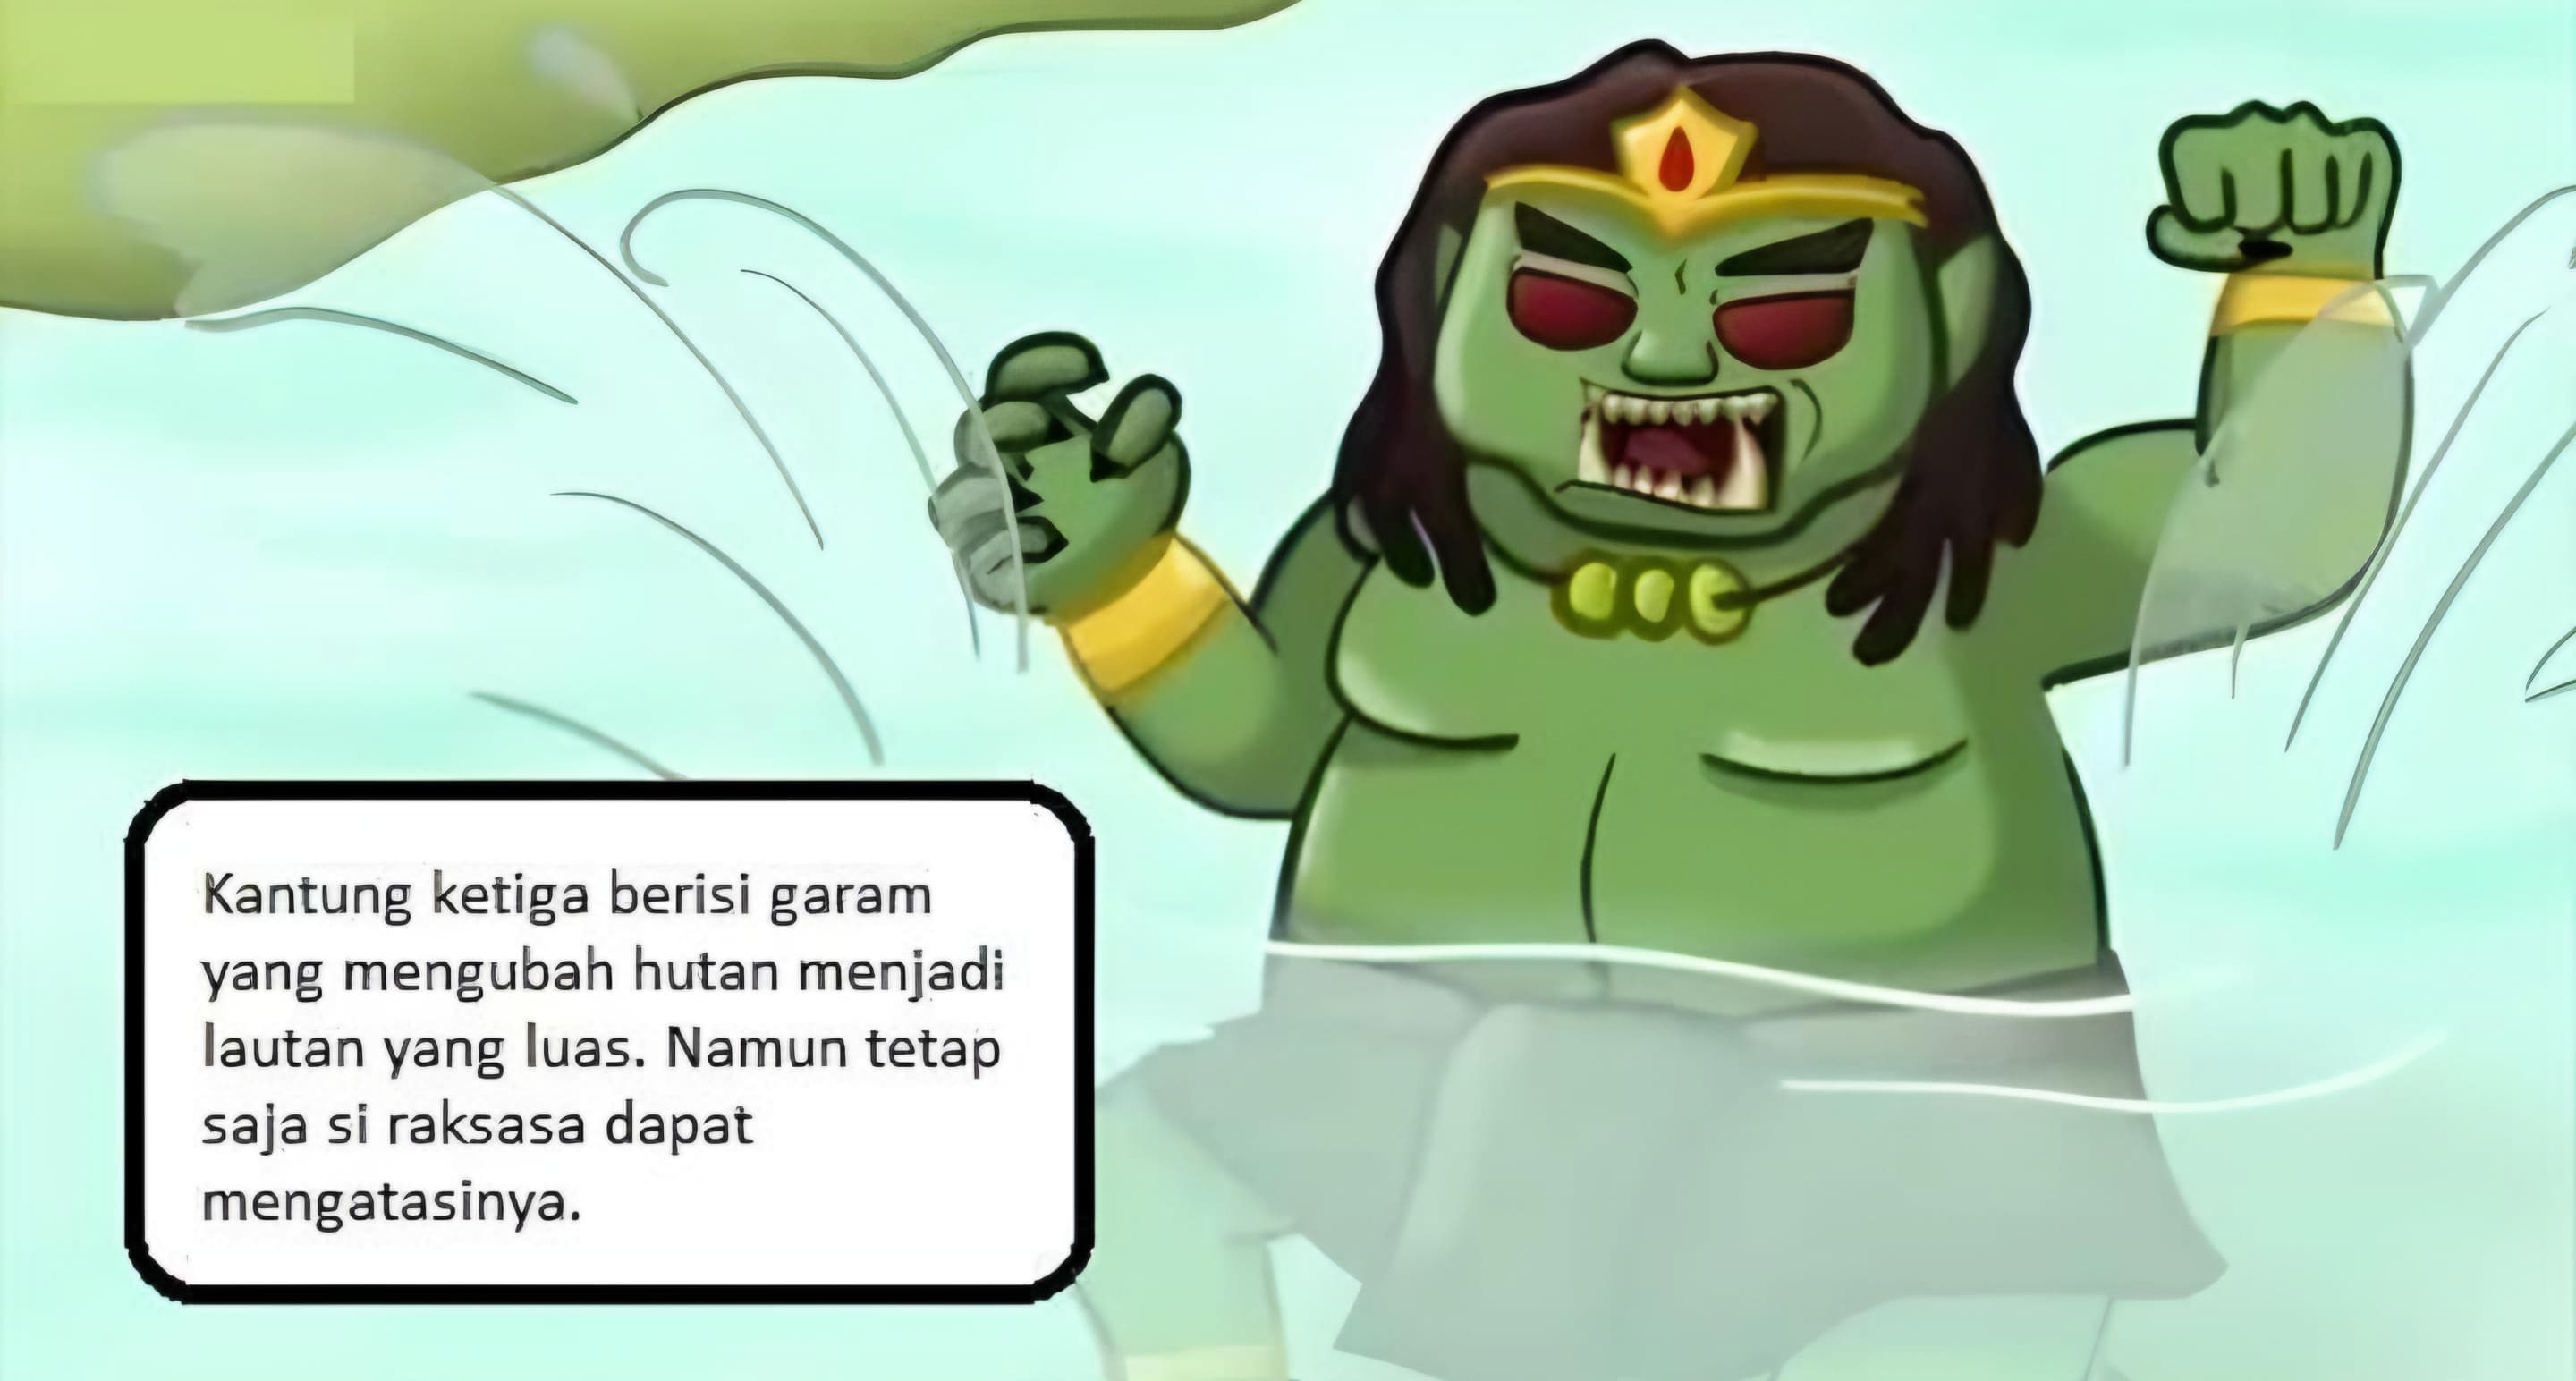 Kantung ketiga berisi garam
yang mengubah hutan menjadi
lautan yang luas. Namun tetap
saja si raksasa dapat
mengatasinya.